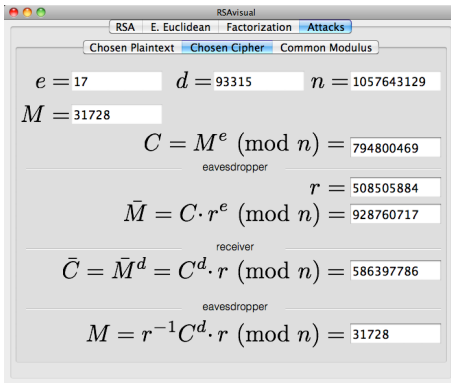 RSAvisual
RSA E. Euclidean Factorization Attacks
Chosen Plaintext Chosen Cipher Common Modulus
e = 17 d = 93315 n = 1057643129
M = 31728
C = M^e (mod n) = 794800469
eavesdropper
r = 508505884
M̄ = C · r^e (mod n) = 928760717
receiver
C̄ = M̄^d = C^d · r (mod n) = 586397786
eavesdropper
M = r^−1 C^d · r (mod n) = 31728